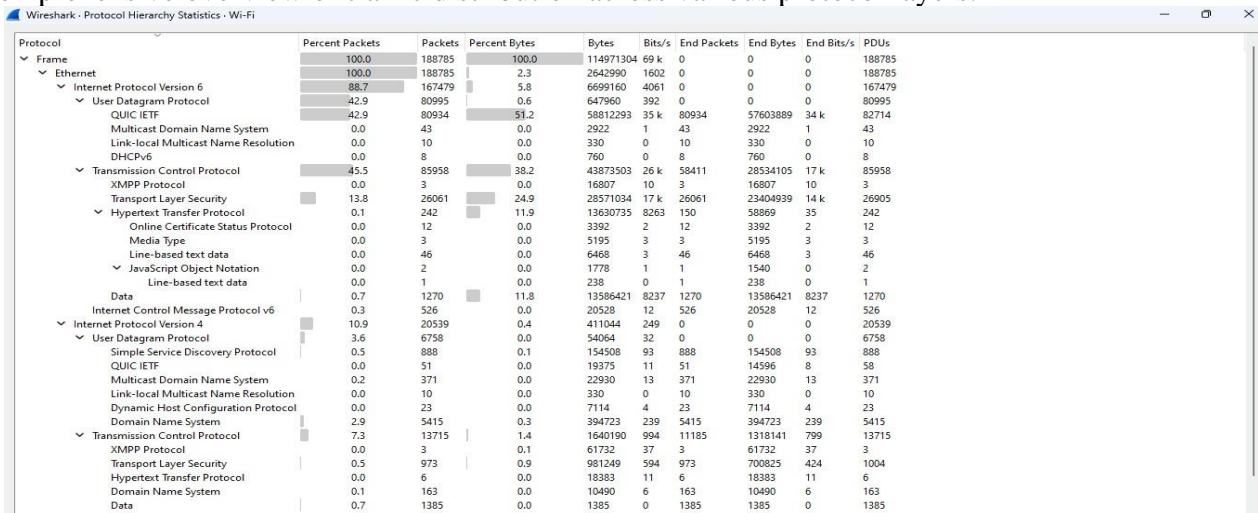 Wireshark · Protocol Hierarchy Statistics · Wi-Fi
Protocol Percent Packets Packets Percent Bytes Bytes Bits/s End Packets End Bytes End Bits/s PDUs
Frame 100.0 188785 100.0 114971304 69 k 0 0 0 188785
Ethernet 100.0 188785 2.3 2642990 1602 0 0 0 188785
Internet Protocol Version 6 88.7 167479 5.8 6699160 4061 0 0 0 167479
User Datagram Protocol 42.9 80995 0.6 647960 392 0 0 0 80995
QUIC IETF 42.9 80934 51.2 58812293 35 k 80934 57603889 34 k 82714
Multicast Domain Name System 0.0 43 0.0 2922 1 43 2922 1 43
Link-local Multicast Name Resolution 0.0 10 0.0 330 0 10 330 0 10
DHCPv6 0.0 8 0.0 760 0 8 760 0 8
Transmission Control Protocol 45.5 85958 38.2 43873503 26 k 58411 28534105 17 k 85958
XMPP Protocol 0.0 3 0.0 16807 10 3 16807 10 3
Transport Layer Security 13.8 26061 24.9 28571034 17 k 26061 23404939 14 k 26905
Hypertext Transfer Protocol 0.1 242 11.9 13630735 8263 150 58869 35 242
Online Certificate Status Protocol 0.0 12 0.0 3392 2 12 3392 2 12
Media Type 0.0 3 0.0 5195 3 3 5195 3 3
Line-based text data 0.0 46 0.0 6468 3 46 6468 3 46
JavaScript Object Notation 0.0 2 0.0 1778 1 1 1540 0 2
Line-based text data 0.0 1 0.0 238 0 1 238 0 1
Data 0.7 1270 11.8 13586421 8237 1270 13586421 8237 1270
Internet Control Message Protocol v6 0.3 526 0.0 20528 12 526 20528 12 526
Internet Protocol Version 4 10.9 20539 0.4 411044 249 0 0 0 20539
User Datagram Protocol 3.6 6758 0.0 54064 32 0 0 0 6758
Simple Service Discovery Protocol 0.5 888 0.1 154508 93 888 154508 93 888
QUIC IETF 0.0 51 0.0 19375 11 51 14596 8 58
Multicast Domain Name System 0.2 371 0.0 22930 13 371 22930 13 371
Link-local Multicast Name Resolution 0.0 10 0.0 330 0 10 330 0 10
Dynamic Host Configuration Protocol 0.0 23 0.0 7114 4 23 7114 4 23
Domain Name System 2.9 5415 0.3 394723 239 5415 394723 239 5415
Transmission Control Protocol 7.3 13715 1.4 1640190 994 11185 1318141 799 13715
XMPP Protocol 0.0 3 0.1 61732 37 3 61732 37 3
Transport Layer Security 0.5 973 0.9 981249 594 973 700825 424 1004
Hypertext Transfer Protocol 0.0 6 0.0 18383 11 6 18383 11 6
Domain Name System 0.1 163 0.0 10490 6 163 10490 6 163
Data 0.7 1385 0.0 1385 0 1385 1385 0 1385